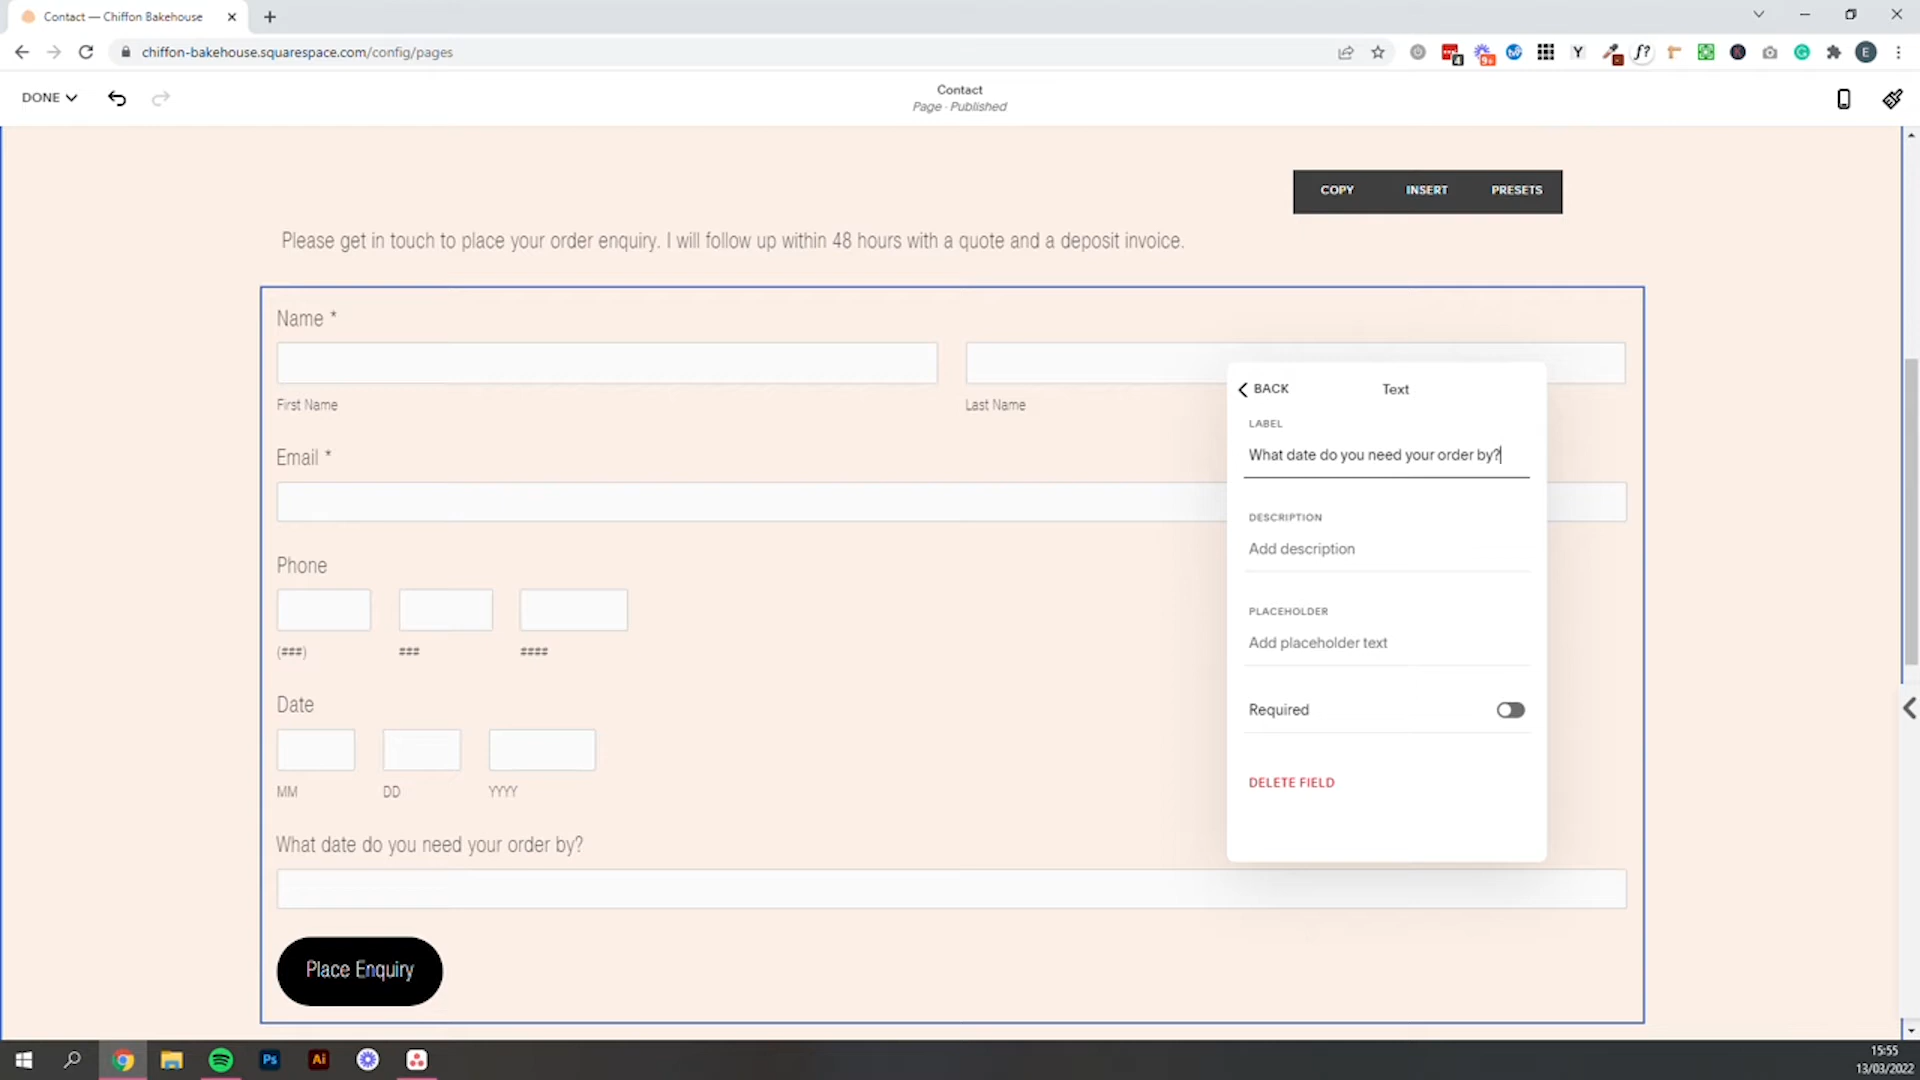 Contact — Chiffon Bakehouse
chiffon-bakehouse.squarespace.com/config/pages
4
9+
Y
f?
E
DONE
Contact
Page · Published
COPY INSERT PRESETS
Please get in touch to place your order enquiry. I will follow up within 48 hours with a quote and a deposit invoice.
Name *
First Name
Last Name
Email *
Phone
(###)
###
####
Date
MM
DD
YYYY
What date do you need your order by?
Place Enquiry
BACK
Text
LABEL
What date do you need your order by?
DESCRIPTION
Add description
PLACEHOLDER
Add placeholder text
Required
DELETE FIELD
Ps
Ai
15:55
13/03/2022